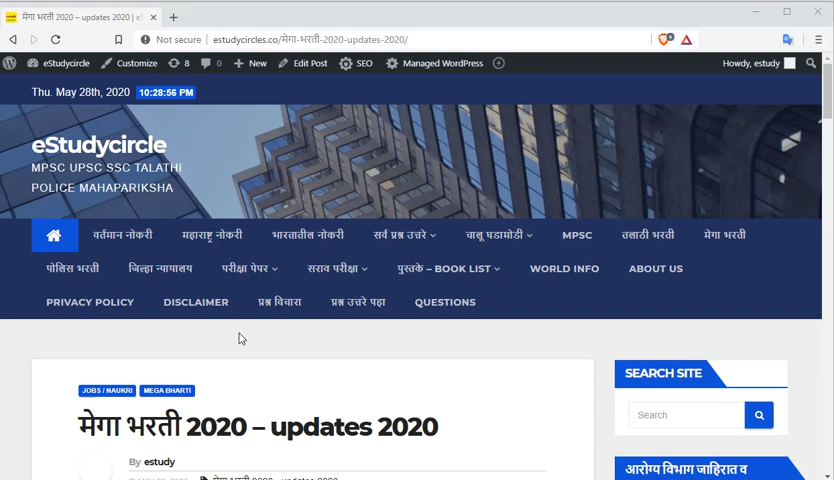 मेगा भरती 2020 – updates 2020 | eS
Not secure estudycircles.co/मेगा-भरती-2020-updates-2020/
eStudycircle Customize 8 0 New Edit Post SEO Managed WordPress Howdy, estudy
Thu. May 28th, 2020 10:28:56 PM
eStudycircle
MPSC UPSC SSC TALATHI
POLICE MAHAPARIKSHA
वर्तमान नोकरी महाराष्ट्र नोकरी भारतातील नोकरी सर्व प्रश्न उत्तरे चालू घडामोडी MPSC तलाठी भरती मेगा भरती
पोलिस भरती जिल्हा न्यायालय परीक्षा पेपर सराव परीक्षा पुस्तके – BOOK LIST WORLD INFO ABOUT US
PRIVACY POLICY DISCLAIMER प्रश्न विचारा प्रश्न उत्तरे पहा QUESTIONS
JOBS / NAUKRI MEGA BHARTI
मेगा भरती 2020 – updates 2020
By estudy
SEARCH SITE
Search
आरोग्य विभाग जाहिरात व